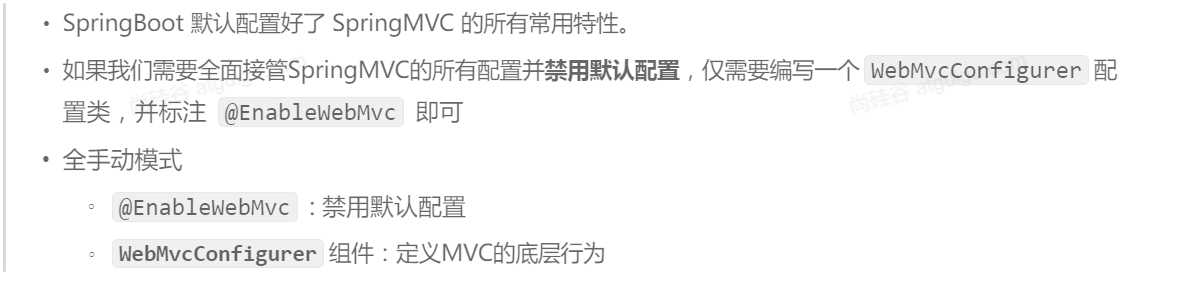 SpringBoot 默认配置好了 SpringMVC 的所有常用特性。
如果我们需要全面接管SpringMVC的所有配置并禁用默认配置，仅需要编写一个 WebMvcConfigurer 配
置类，并标注 @EnableWebMvc 即可
全手动模式
@EnableWebMvc : 禁用默认配置
WebMvcConfigurer 组件：定义MVC的底层行为